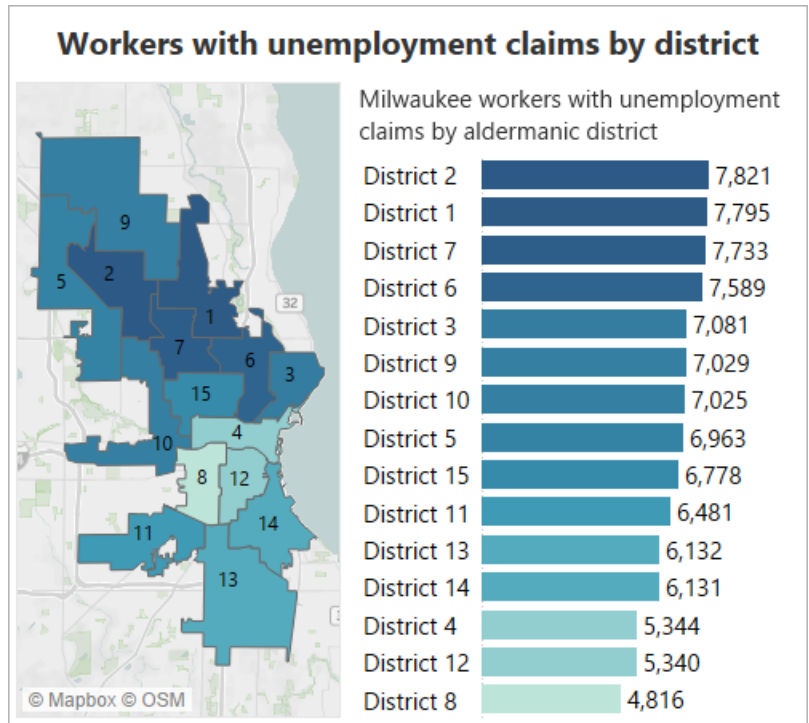 Workers with unemployment claims by district
Milwaukee workers with unemployment
claims by aldermanic district
9
2
5
32
1
7
6
3
15
4
10
8
12
14
11
13
© Mapbox © OSM
District 2 7,821
District 1 7,795
District 7 7,733
District 6 7,589
District 3 7,081
District 9 7,029
District 10 7,025
District 5 6,963
District 15 6,778
District 11 6,481
District 13 6,132
District 14 6,131
District 4 5,344
District 12 5,340
District 8 4,816